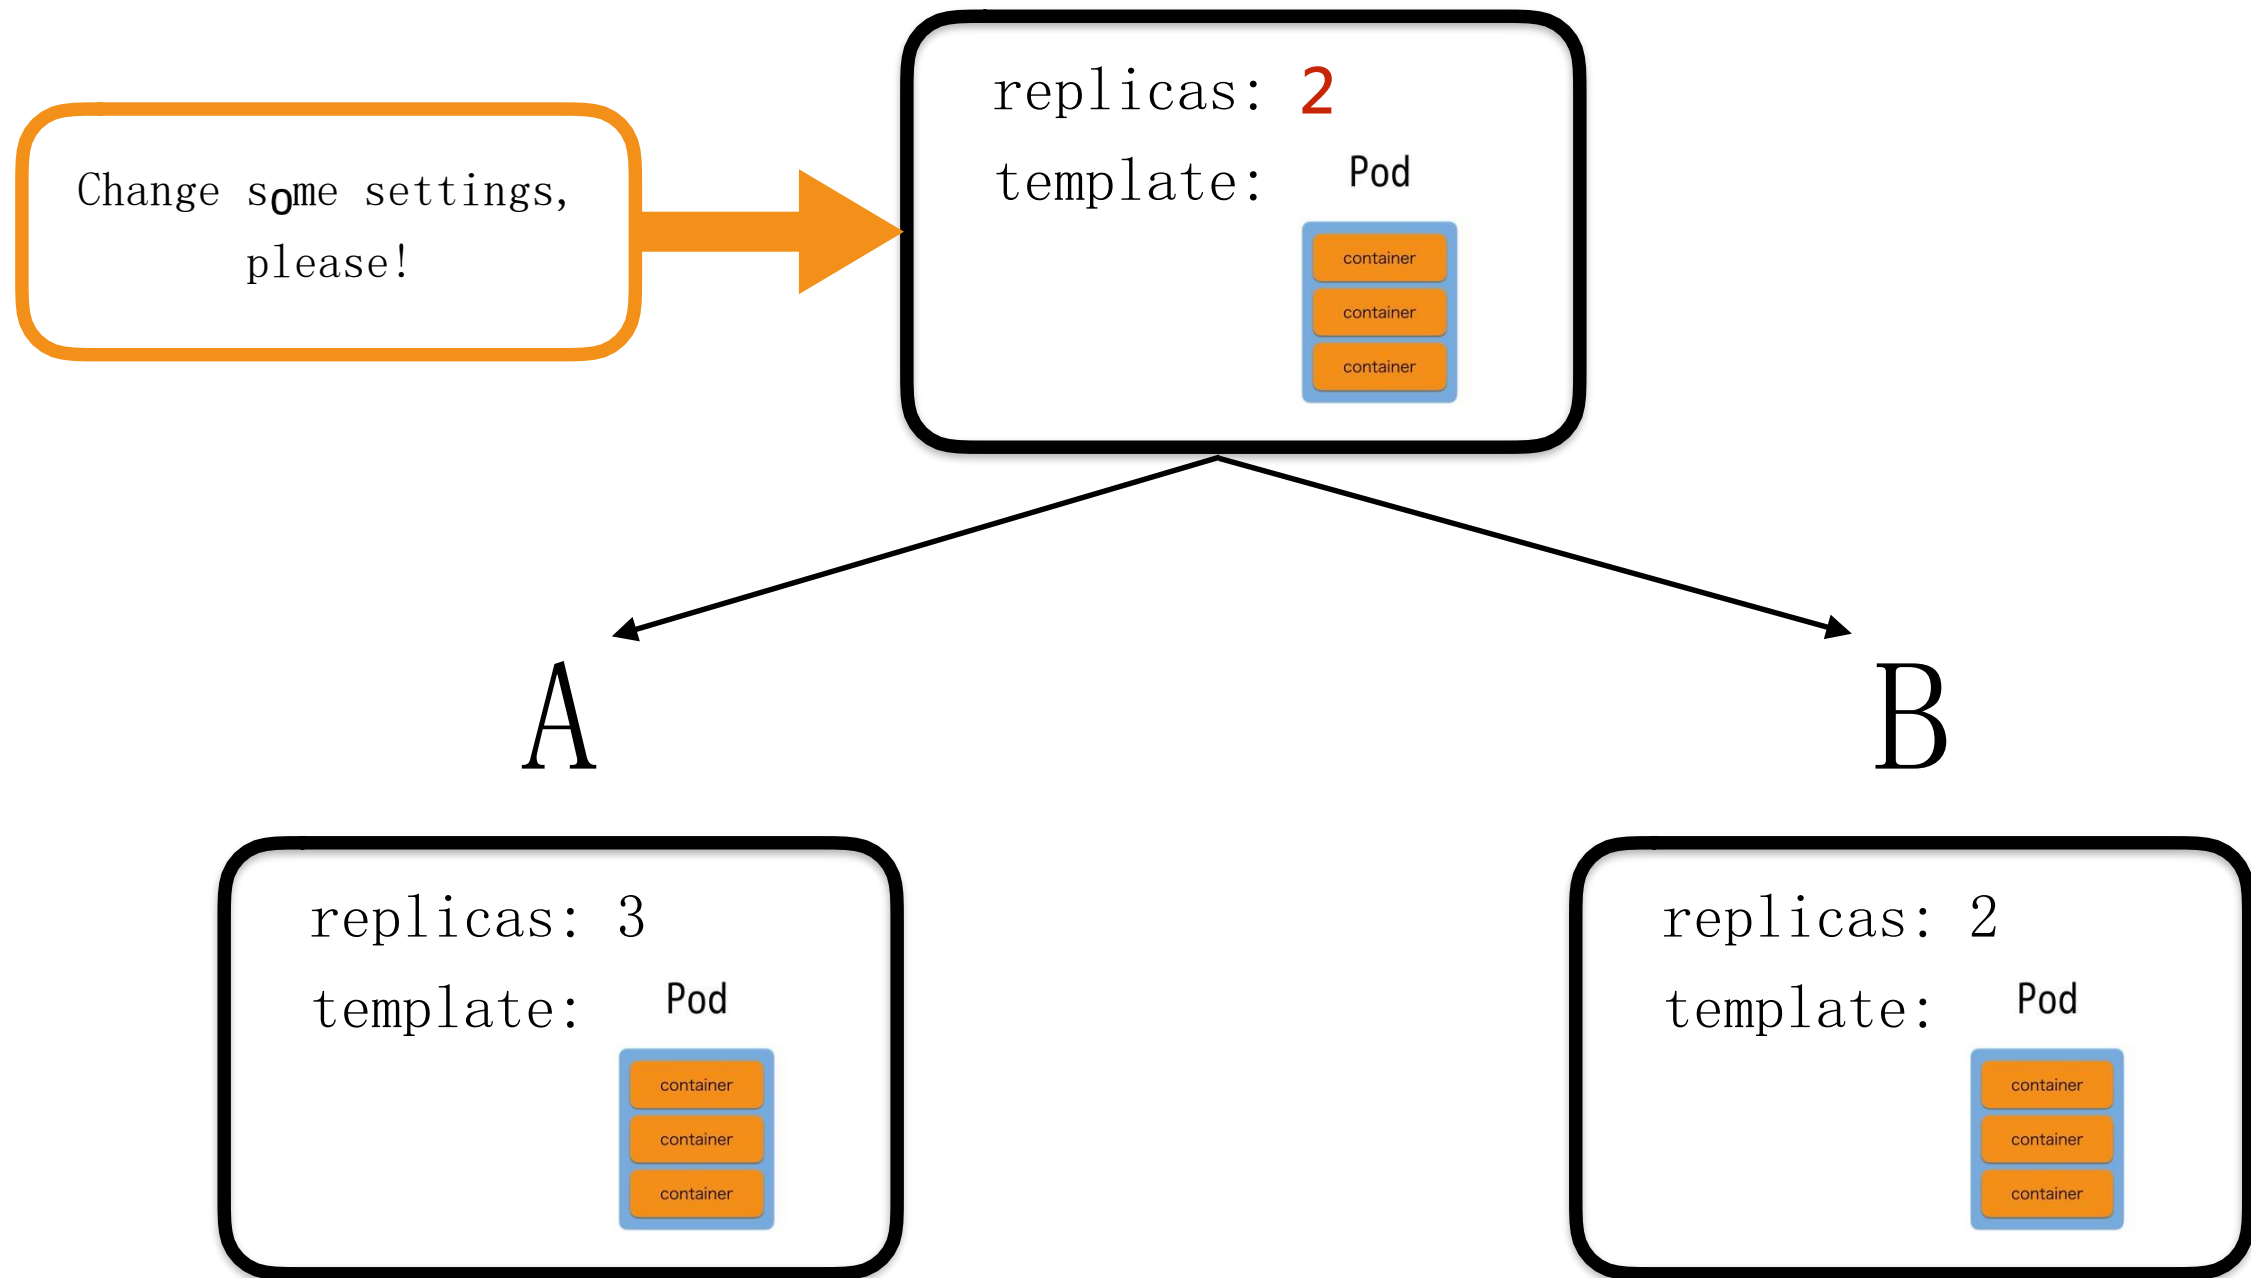 Change some settings,
please!
replicas: 2
template:
Pod
container
container
container
A
B
replicas: 3
template:
Pod
container
container
container
replicas: 2
template:
Pod
container
container
container